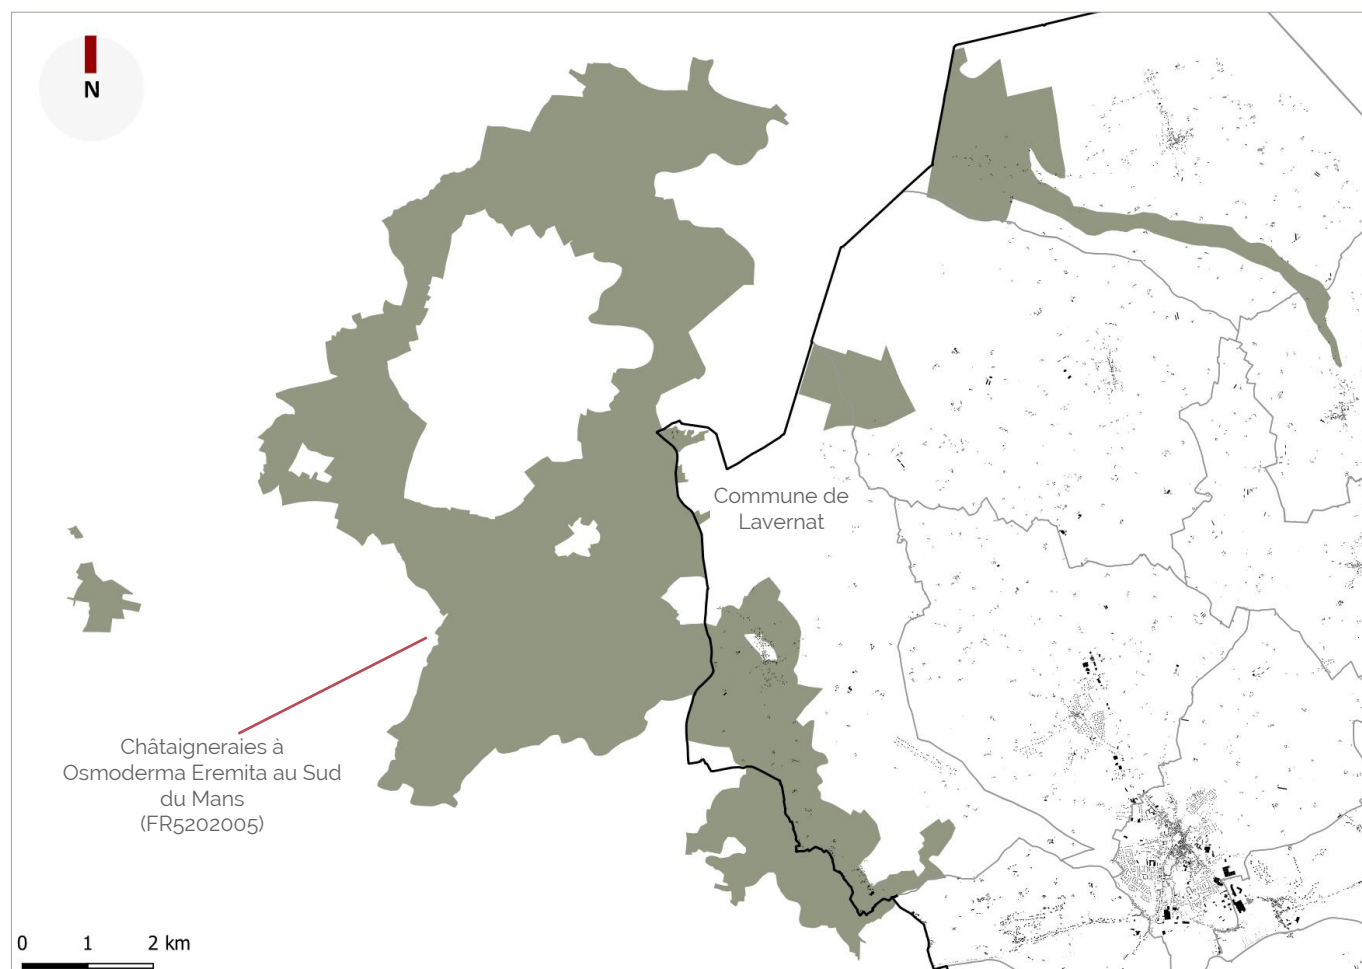 N
Commune de
Lavernat
Châtaigneraies à
Osmoderma Eremita au Sud
du Mans
(FR5202005)
0 1 2 km